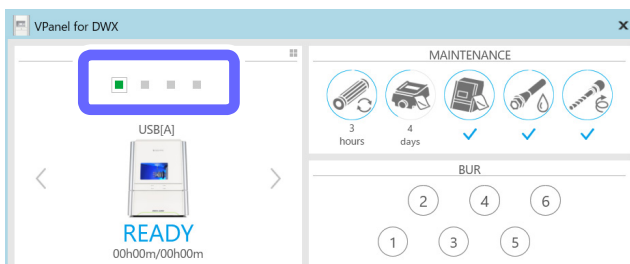 VPanel for DWX
MAINTENANCE
3
hours
4
days
USB[A]
READY
00h00m/00h00m
BUR
2 4 6
1 3 5